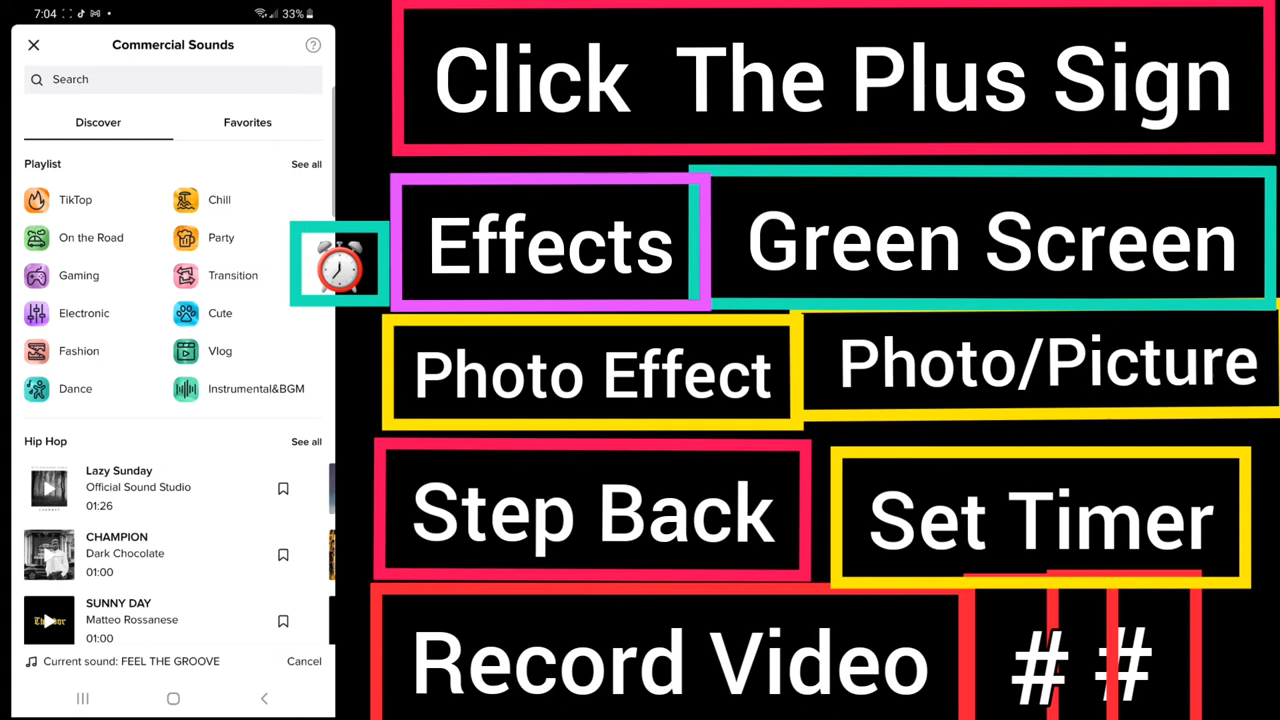 7:04
33%
Commercial Sounds
?
Search
Discover Favorites
Playlist See all
TikTop Chill
On the Road Party
Gaming Transition
Electronic Cute
Fashion Vlog
Dance Instrumental&BGM
Hip Hop See all
Lazy Sunday
Official Sound Studio
01:26
CHAMPION
Dark Chocolate
01:00
SUNNY DAY
Matteo Rossanese
01:00
Current sound: FEEL THE GROOVE Cancel
Click The Plus Sign
Effects Green Screen
Photo Effect Photo/Picture
Step Back Set Timer
Record Video # #